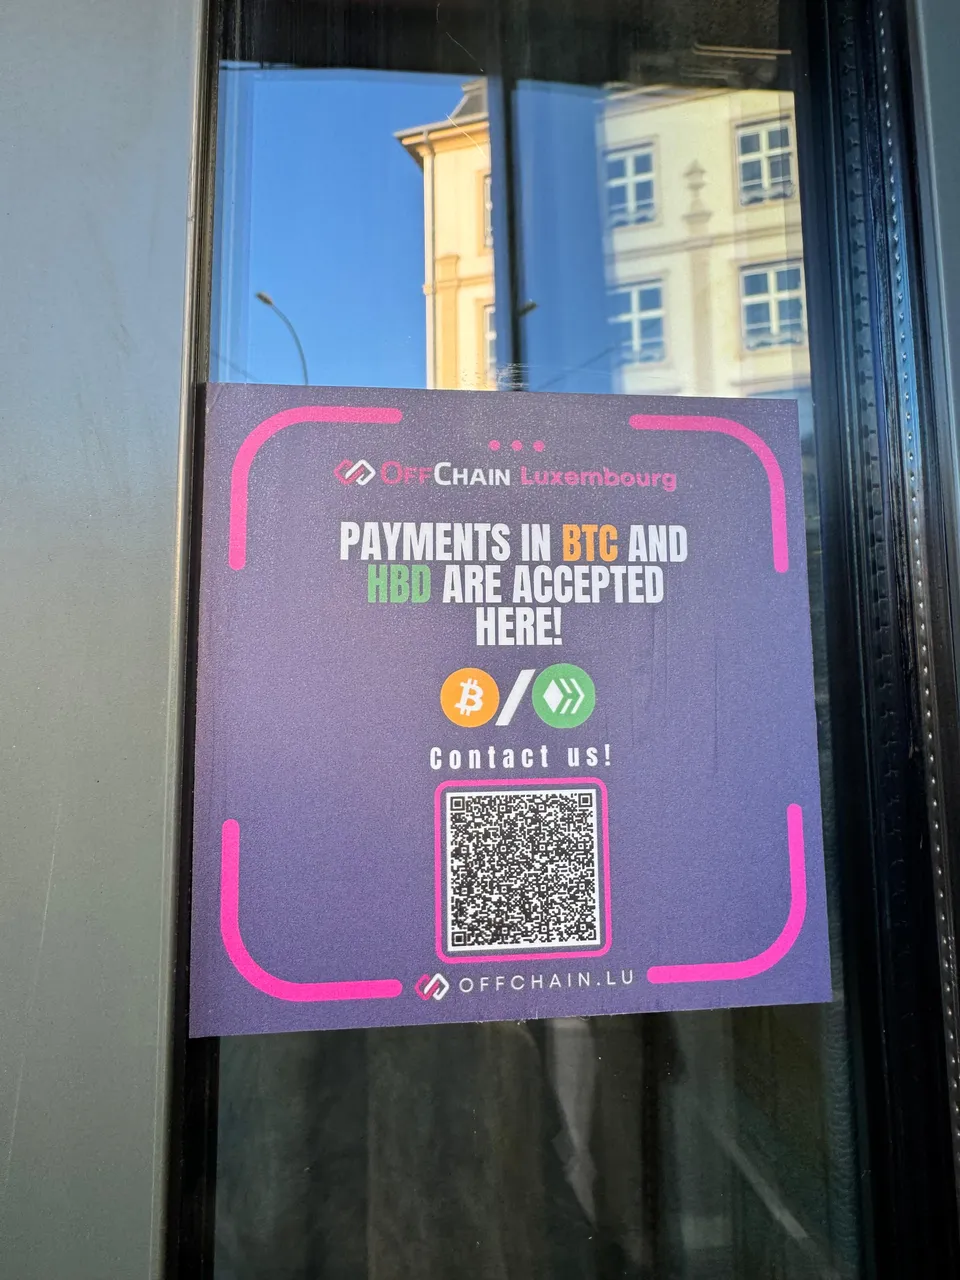 OFFCHAIN Luxembourg
PAYMENTS IN BTC AND
HBD ARE ACCEPTED
HERE!
Contact us!
OFFCHAIN.LU